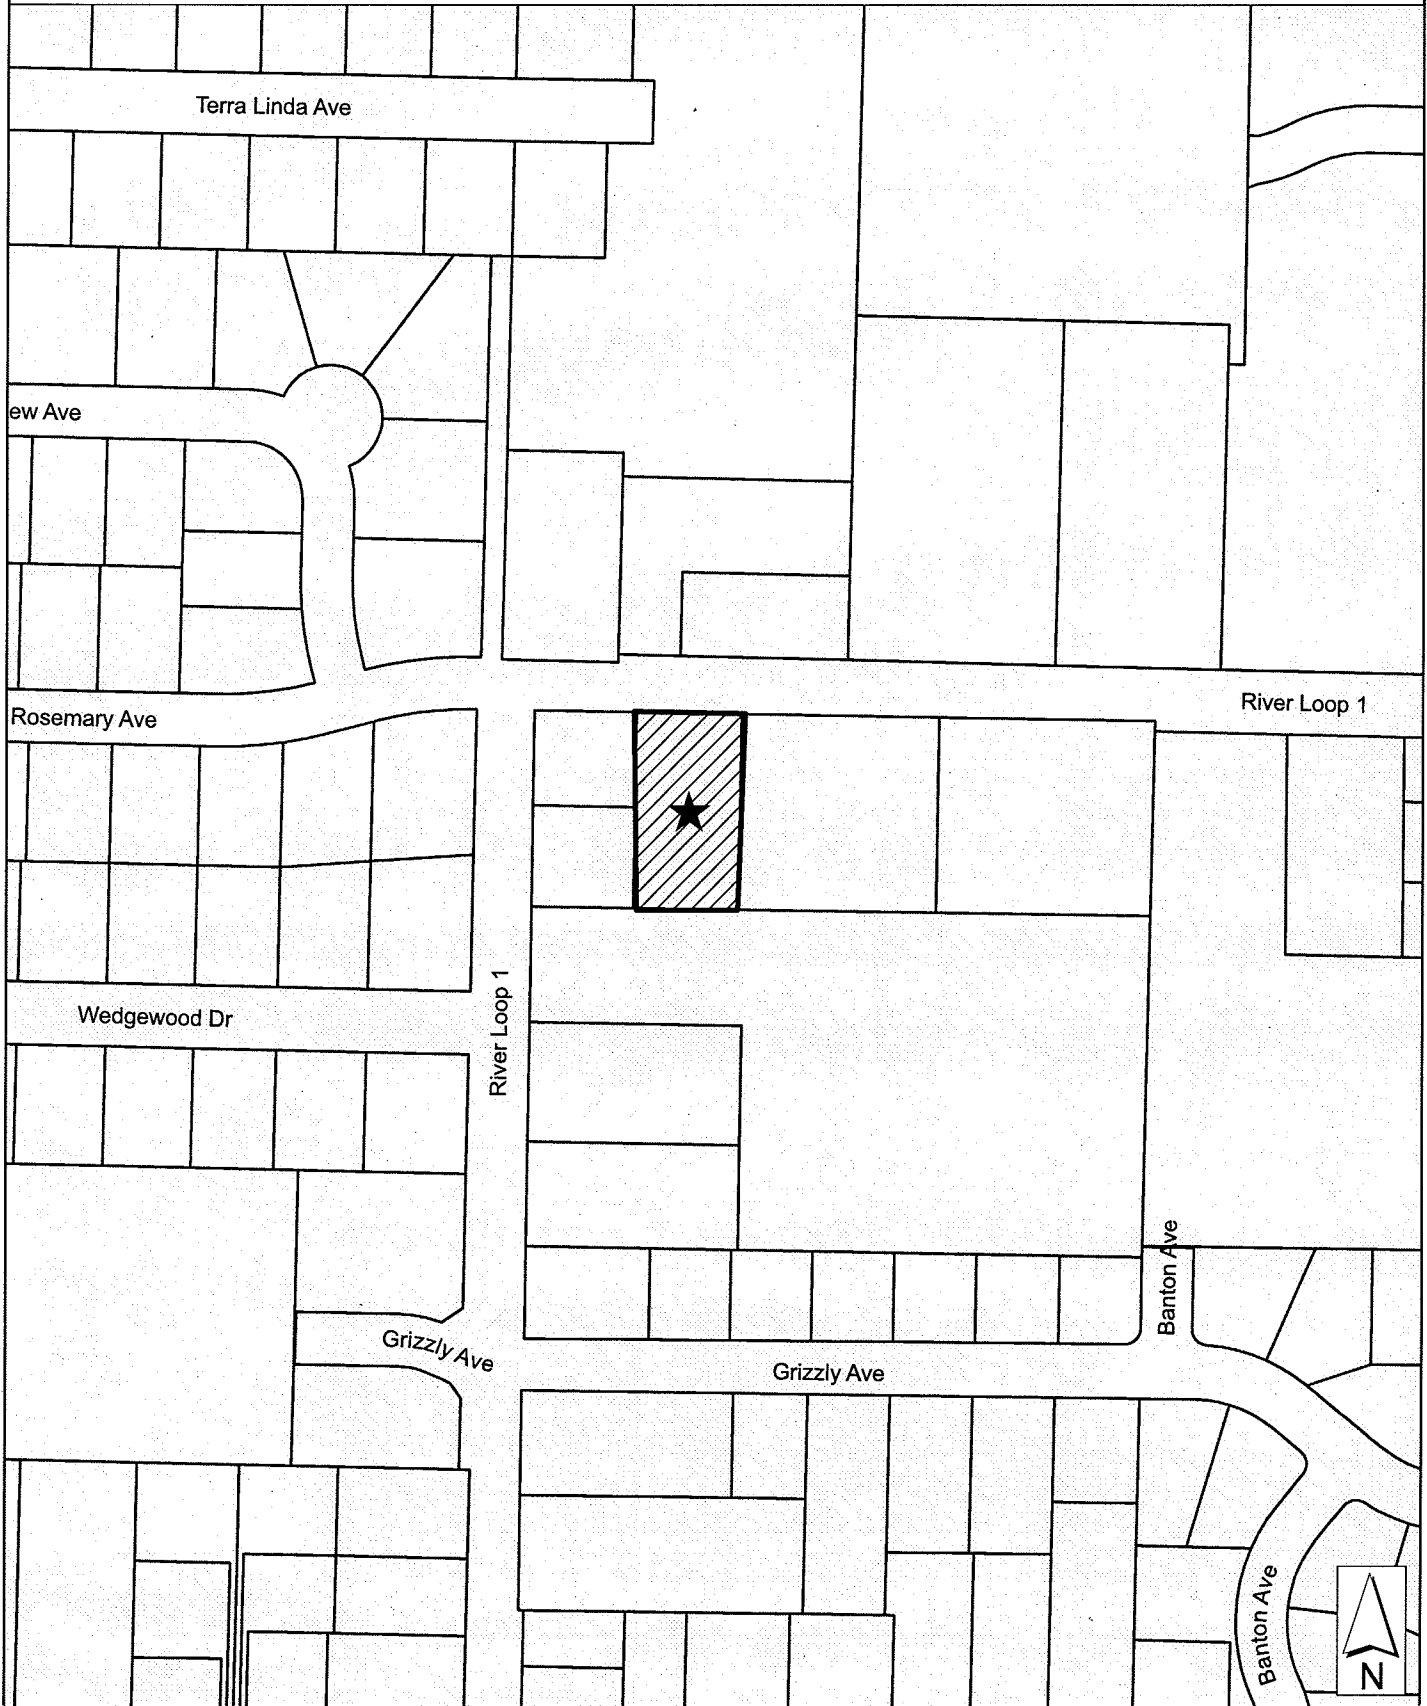 Terra Linda Ave
ew Ave
Rosemary Ave
River Loop 1
Wedgewood Dr
River Loop 1
Banton Ave
Grizzly Ave
Grizzly Ave
Banton Ave
N